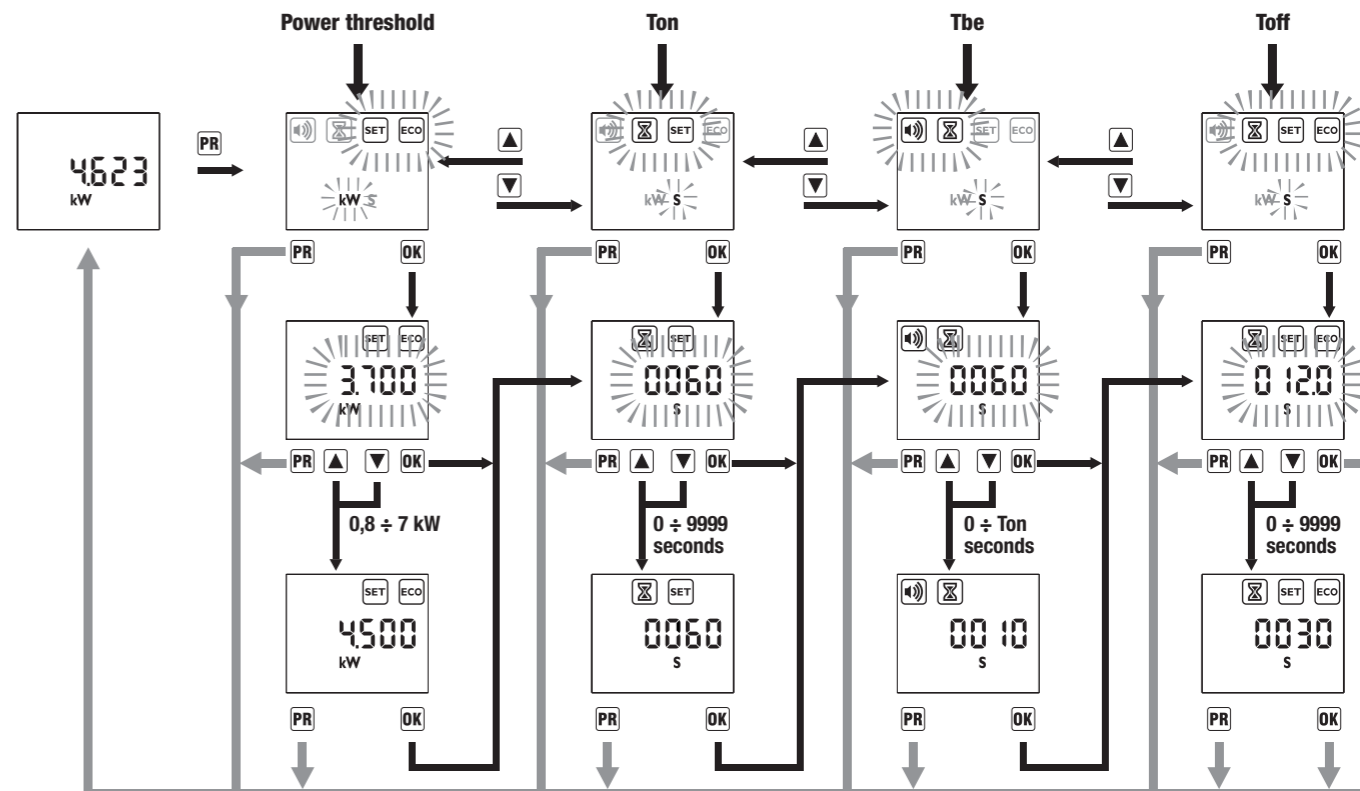 Power threshold Ton Tbe Toff
4.623
kW
PR
SET ECO
kW S
▲
▼
SET ECO
kW S
▲
▼
SET ECO
kW S
▲
▼
SET ECO
kW S
PR OK PR OK PR OK PR OK
SET ECO
3.700
kW
SET
0060
S
0060
S
SET ECO
012.0
S
PR ▲ ▼ OK PR ▲ ▼ OK PR ▲ ▼ OK PR ▲ ▼ OK
0,8 ÷ 7 kW
0 ÷ 9999
seconds
0 ÷ Ton
seconds
0 ÷ 9999
seconds
SET ECO
4.500
kW
SET
0060
S
0010
S
SET ECO
0030
S
PR OK PR OK PR OK PR OK